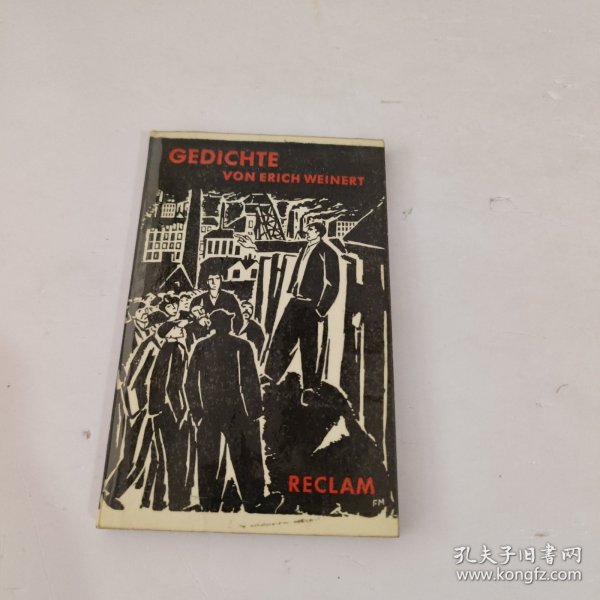 GEDICHTE
VON ERICH WEINERT
RECLAM
FM
孔夫子旧书网
www.kongfz.com